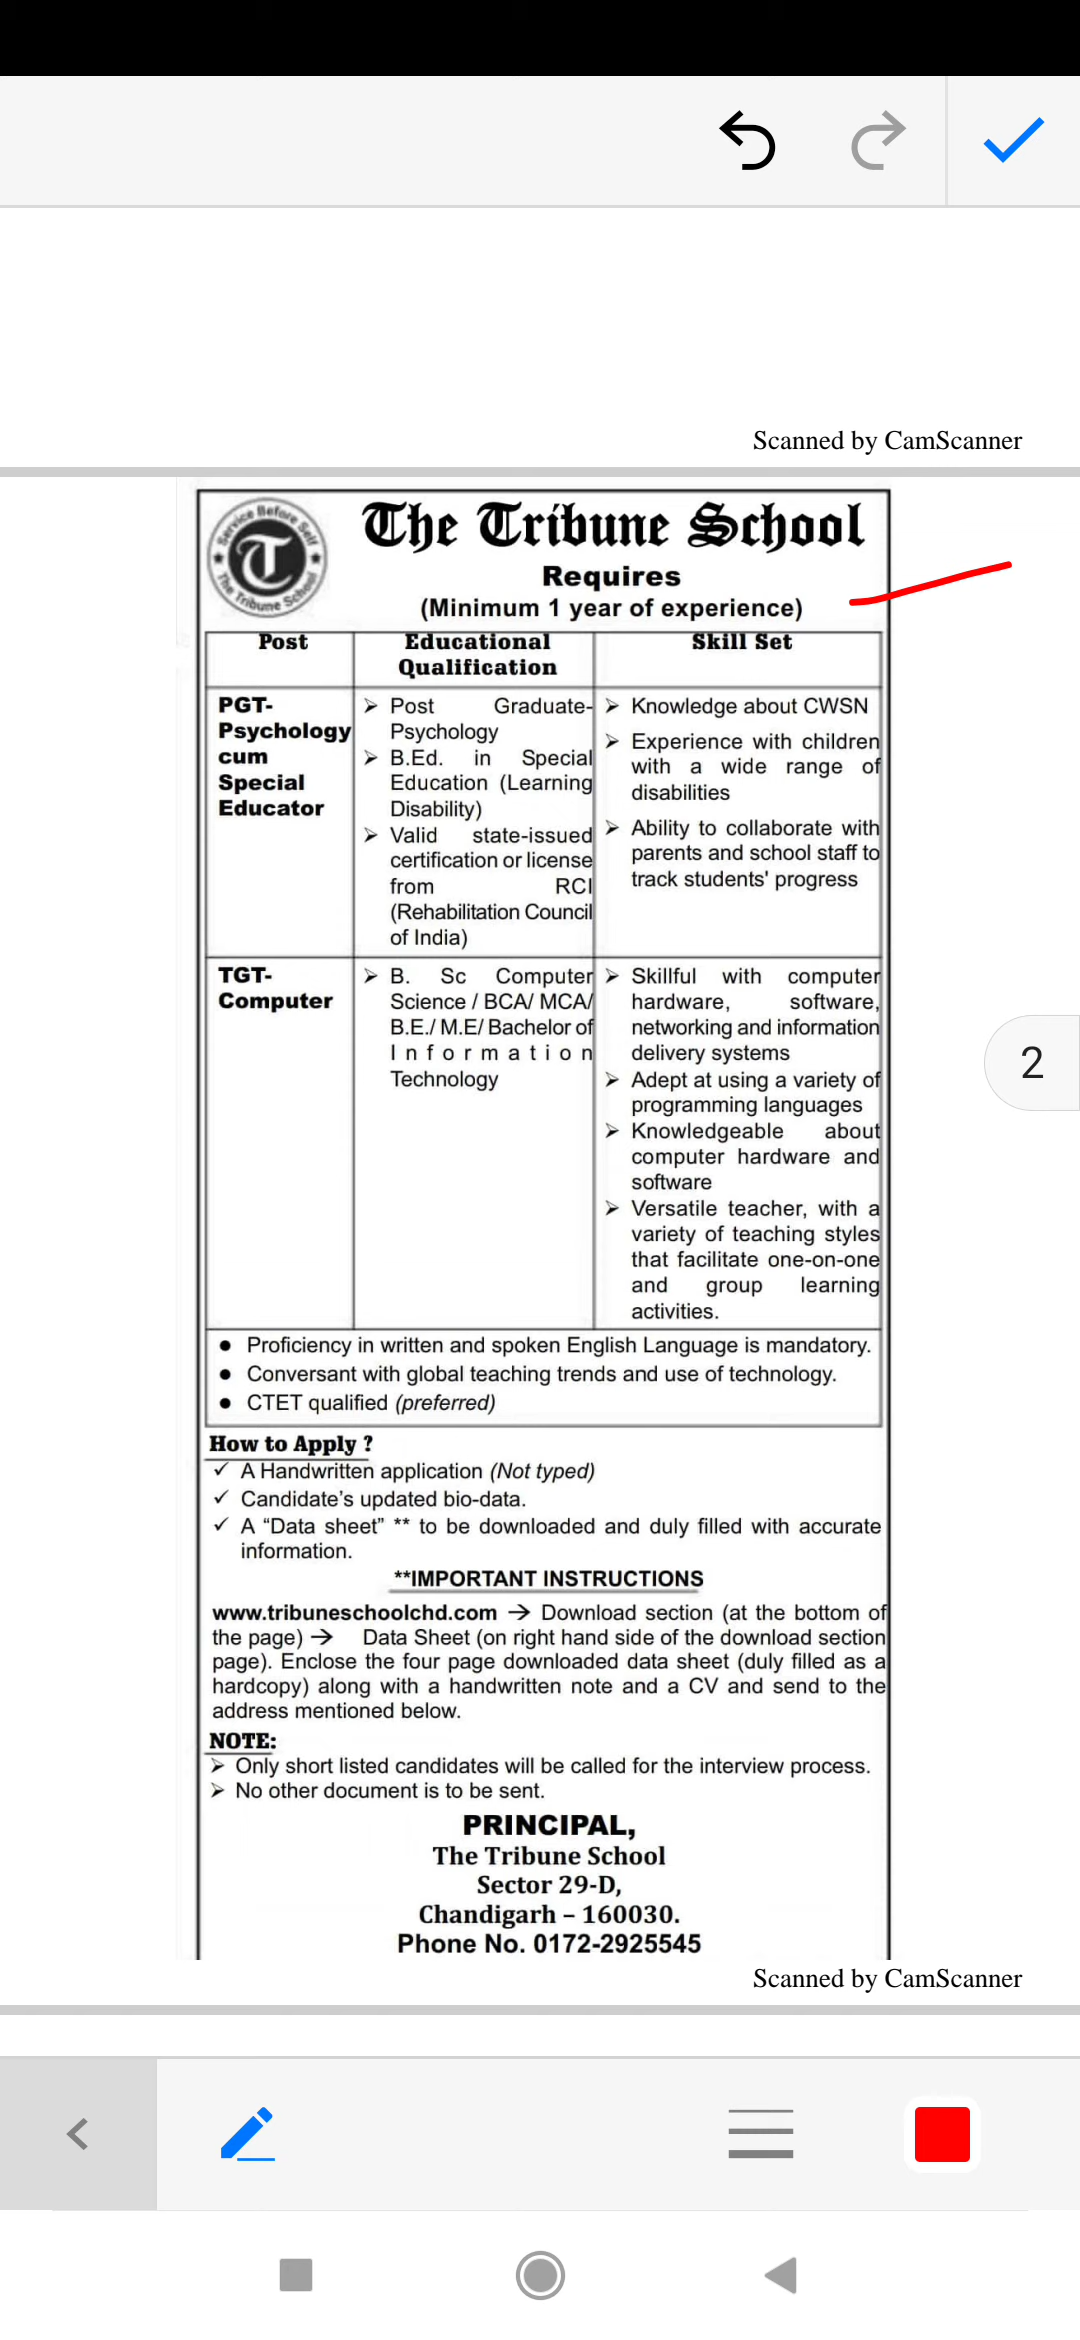 Scanned by CamScanner
Service Before Self
The Tribune School
T
The Tribune School
Requires
(Minimum 1 year of experience)
Post
Educational
Qualification
Skill Set
PGT-
Psychology
cum
Special
Educator
➢ Post Graduate-
Psychology
➢ B.Ed. in Special
Education (Learning
Disability)
➢ Valid state-issued
certification or license
from RCI
(Rehabilitation Council
of India)
➢ Knowledge about CWSN
➢ Experience with children
with a wide range of
disabilities
➢ Ability to collaborate with
parents and school staff to
track students' progress
TGT-
Computer
➢ B. Sc Computer
Science / BCA/ MCA/
B.E./ M.E/ Bachelor of
Information
Technology
➢ Skillful with computer
hardware, software,
networking and information
delivery systems
➢ Adept at using a variety of
programming languages
➢ Knowledgeable about
computer hardware and
software
➢ Versatile teacher, with a
variety of teaching styles
that facilitate one-on-one
and group learning
activities.
● Proficiency in written and spoken English Language is mandatory.
● Conversant with global teaching trends and use of technology.
● CTET qualified (preferred)
How to Apply ?
✓ A Handwritten application (Not typed)
✓ Candidate’s updated bio-data.
✓ A “Data sheet” ** to be downloaded and duly filled with accurate
information.
**IMPORTANT INSTRUCTIONS
www.tribuneschoolchd.com → Download section (at the bottom of
the page) → Data Sheet (on right hand side of the download section
page). Enclose the four page downloaded data sheet (duly filled as a
hardcopy) along with a handwritten note and a CV and send to the
address mentioned below.
NOTE:
➢ Only short listed candidates will be called for the interview process.
➢ No other document is to be sent.
PRINCIPAL,
The Tribune School
Sector 29-D,
Chandigarh – 160030.
Phone No. 0172-2925545
2
Scanned by CamScanner